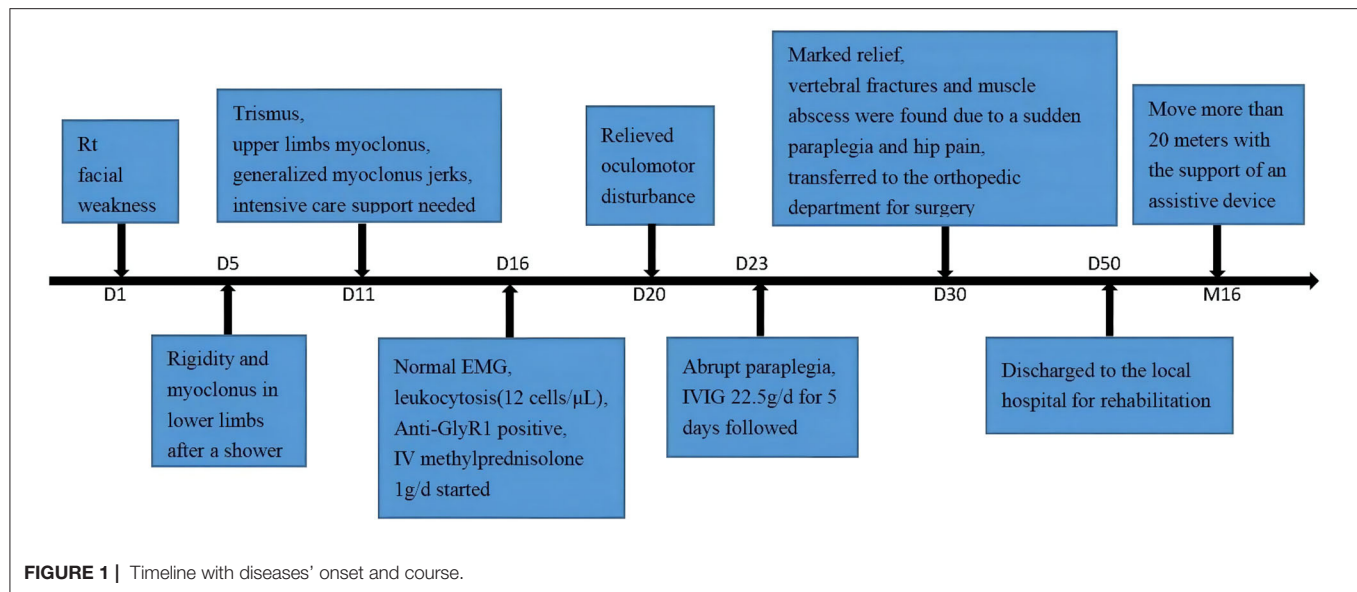 Rt
facial
weakness
Trismus,
upper limbs myoclonus,
generalized myoclonus jerks,
intensive care support needed
Relieved
oculomotor
disturbance
Marked relief,
vertebral fractures and muscle
abscess were found due to a sudden
paraplegia and hip pain,
transferred to the orthopedic
department for surgery
Move more than
20 meters with
the support of an
assistive device
D5
D16
D23
D50
D1
D11
D20
D30
M16
Rigidity and
myoclonus in
lower limbs
after a shower
Normal EMG,
leukocytosis(12 cells/μL),
Anti-GlyR1 positive,
IV methylprednisolone
1g/d started
Abrupt paraplegia,
IVIG 22.5g/d for 5
days followed
Discharged to the local
hospital for rehabilitation
FIGURE 1 | Timeline with diseases' onset and course.